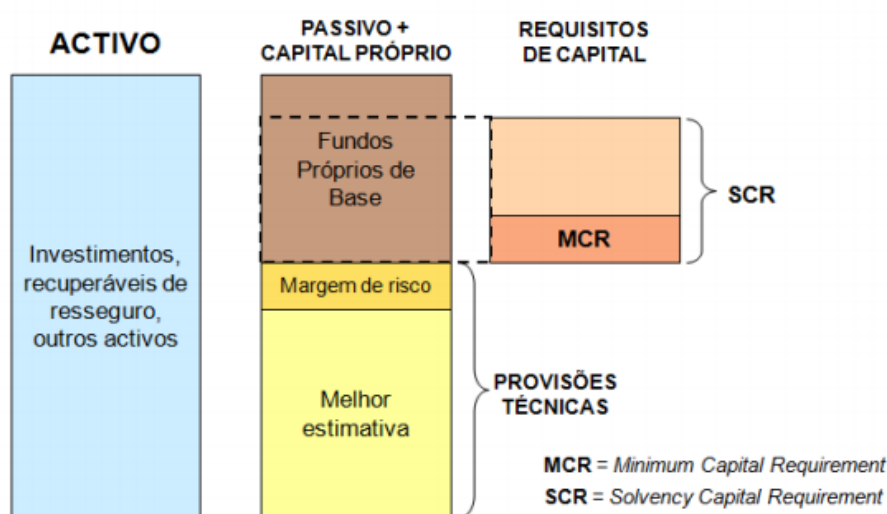 ACTIVO
PASSIVO +
CAPITAL PRÓPRIO
REQUISITOS
DE CAPITAL
Investimentos,
recuperáveis de
resseguro,
outros activos
Fundos
Próprios de
Base
Margem de risco
Melhor
estimativa
MCR
SCR
PROVISÕES
TÉCNICAS
MCR = Minimum Capital Requirement
SCR = Solvency Capital Requirement